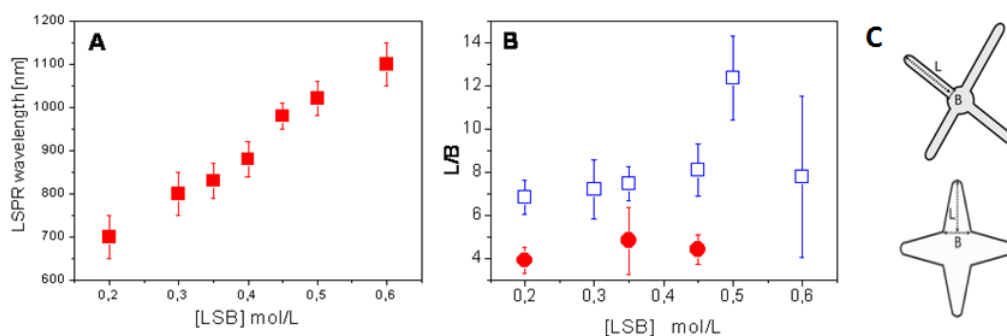 A
LSPR wavelength [nm]
1200
1100
1000
900
800
700
600
0,2 0,3 0,4 0,5 0,6
[LSB] mol/L
B
L/B
14
12
10
8
6
4
0,2 0,3 0,4 0,5 0,6
[LSB] mol/L
C
L
B
L
B